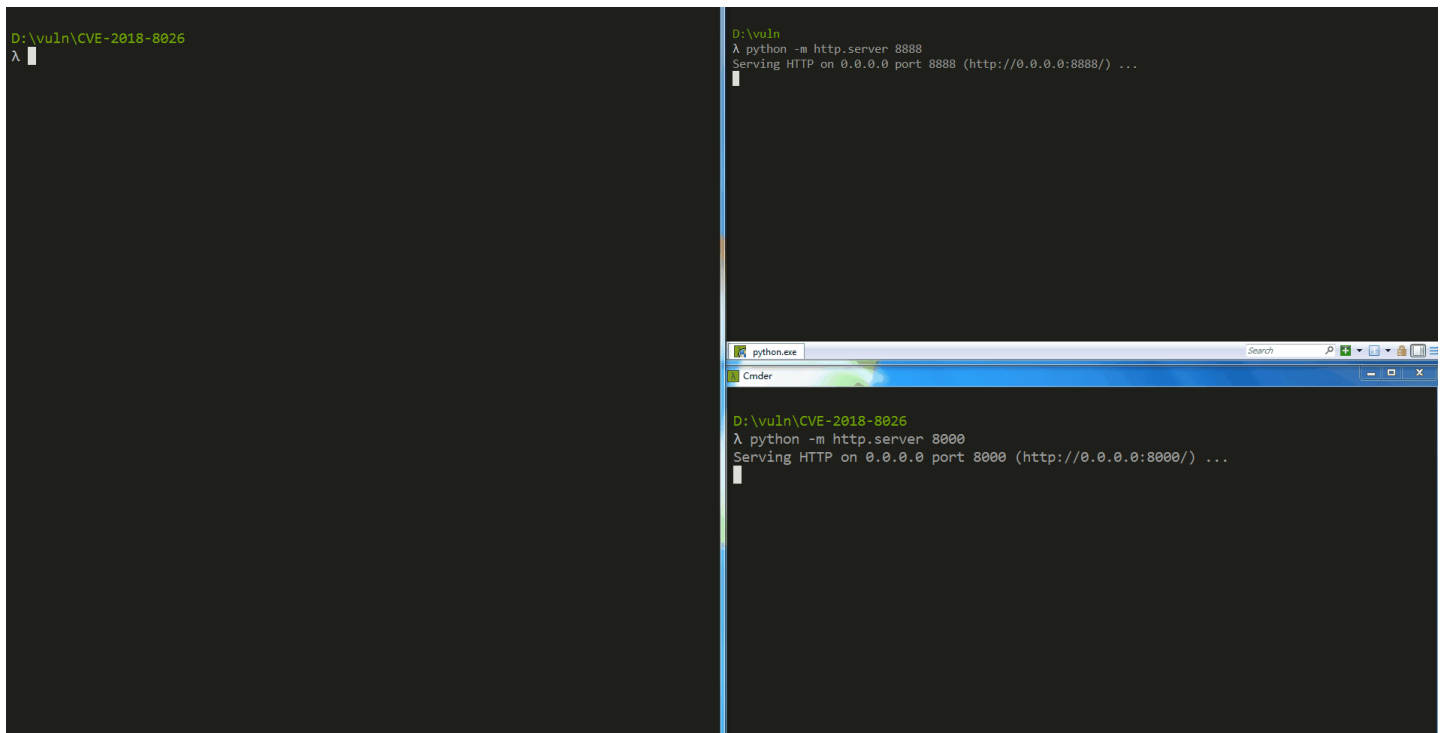 D:\vuln\CVE-2018-8026
λ
D:\vuln
λ python -m http.server 8888
Serving HTTP on 0.0.0.0 port 8888 (http://0.0.0.0:8888/) ...
python.exe
Search
Cmder
D:\vuln\CVE-2018-8026
λ python -m http.server 8000
Serving HTTP on 0.0.0.0 port 8000 (http://0.0.0.0:8000/) ...